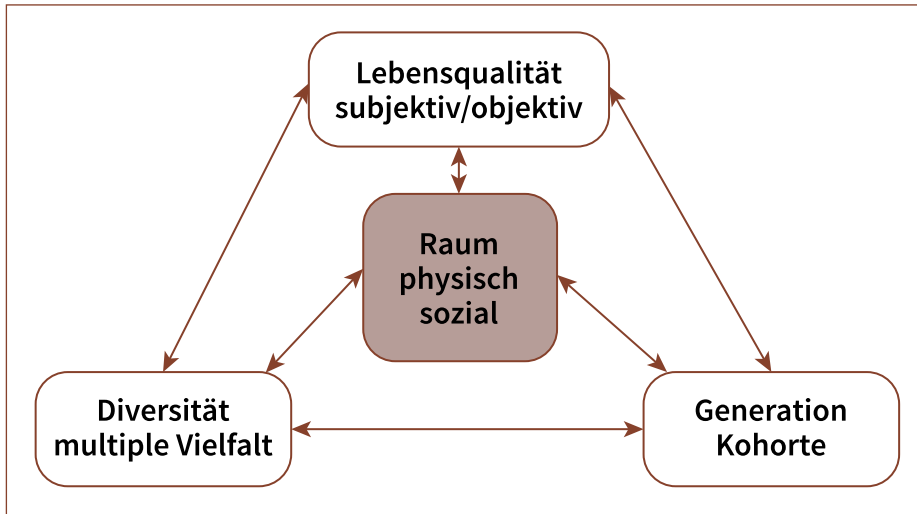 Lebensqualität
subjektiv/objektiv
Raum
physisch
sozial
Diversität
multiple Vielfalt
Generation
Kohorte